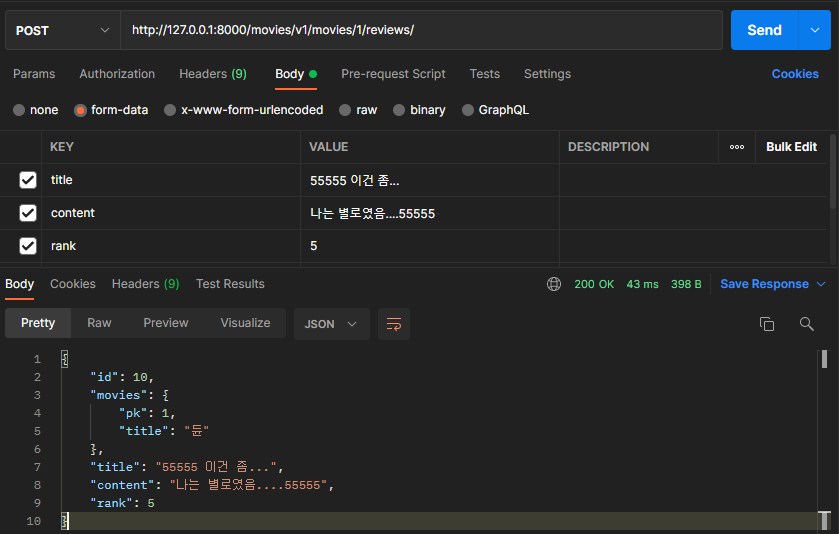 POST http://127.0.0.1:8000/movies/v1/movies/1/reviews/ Send
Params Authorization Headers (9) Body Pre-request Script Tests Settings Cookies
none form-data x-www-form-urlencoded raw binary GraphQL
KEY VALUE DESCRIPTION ooo Bulk Edit
title 55555 이건 좀...
content 나는 별로였음....55555
rank 5
Body Cookies Headers (9) Test Results 200 OK 43 ms 398 B Save Response
Pretty Raw Preview Visualize JSON
1 {
2 "id": 10,
3 "movies": {
4 "pk": 1,
5 "title": "듄"
6 },
7 "title": "55555 이건 좀...",
8 "content": "나는 별로였음....55555",
9 "rank": 5
10 }